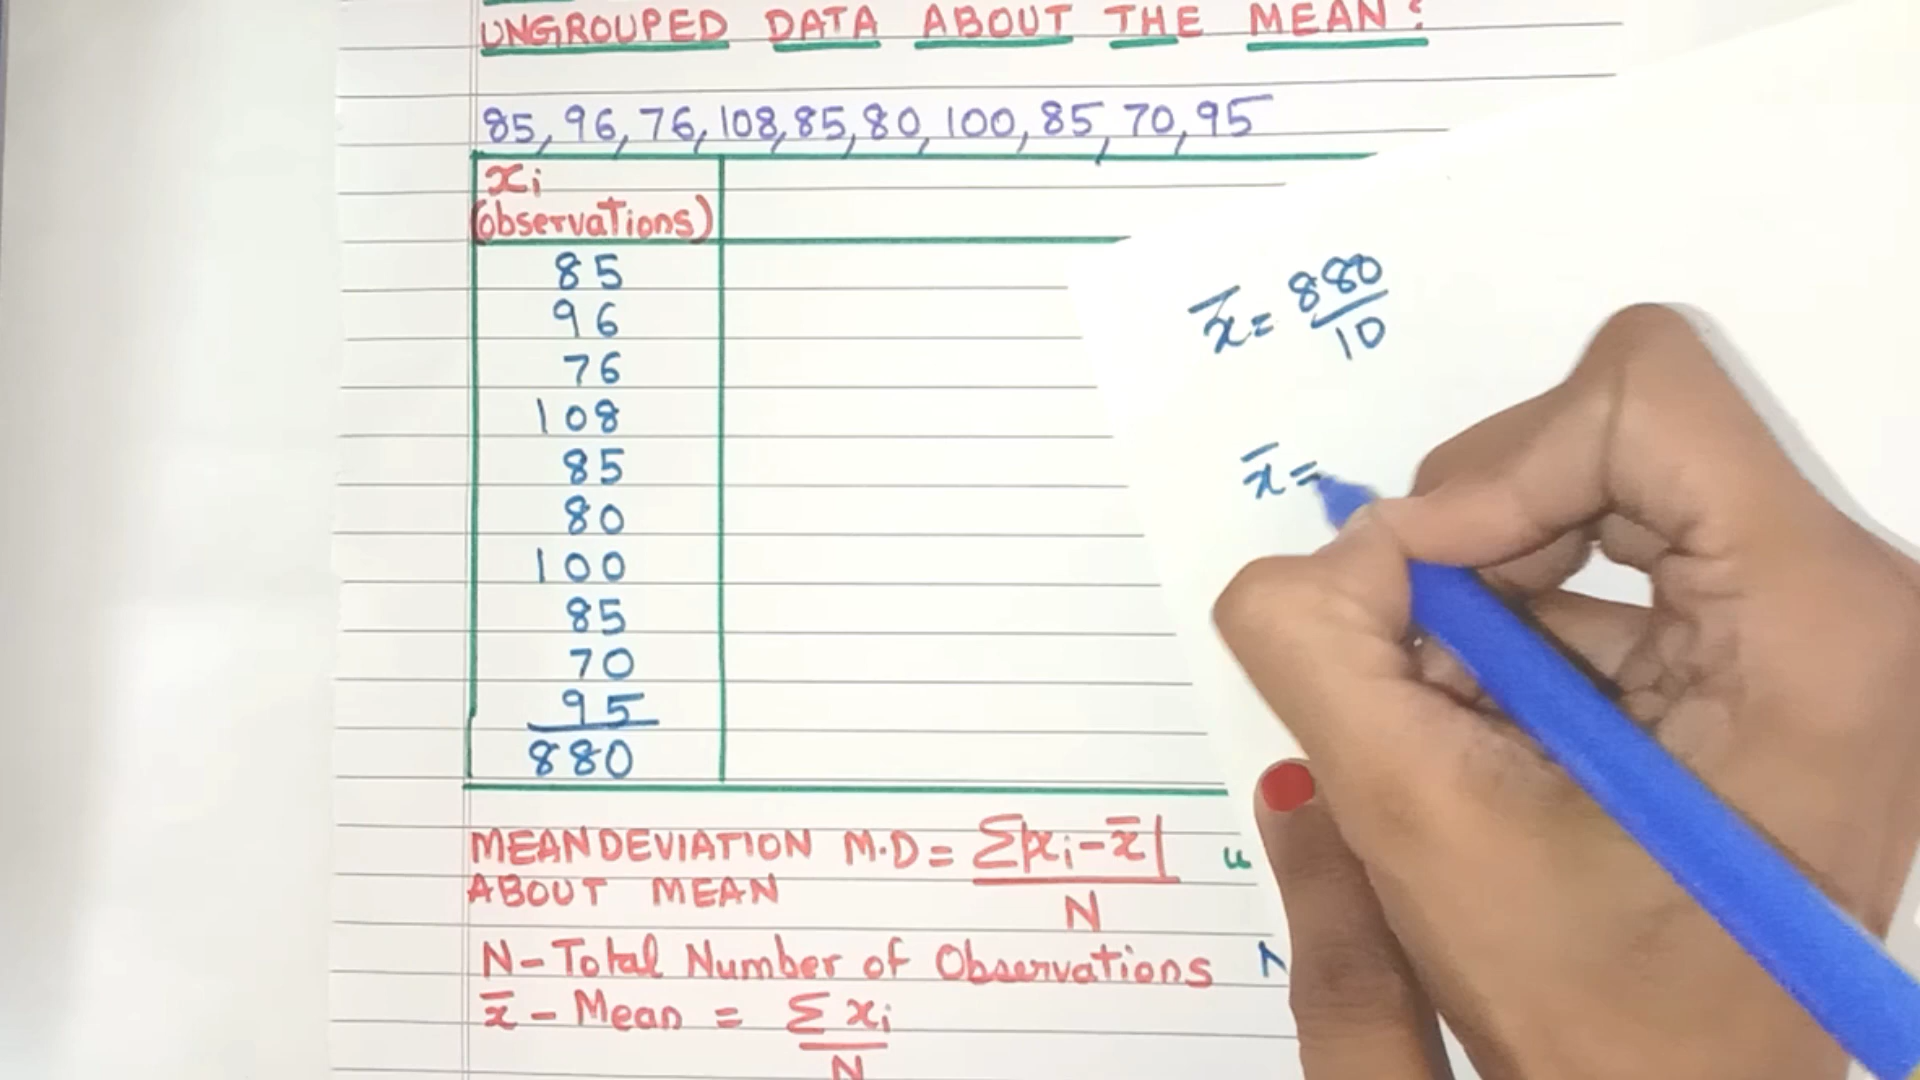 UNGROUPED DATA ABOUT THE MEAN?
85, 96, 76, 108, 85, 80, 100, 85, 70, 95
xi
(observations)
85
96
76
108
85
80
100
85
70
95
880
x̄ = 880/10
x̄ =
MEAN DEVIATION M.D = Σ|xi - x̄|
ABOUT MEAN N
N - Total Number of Observations N
x̄ - Mean = Σ xi
N